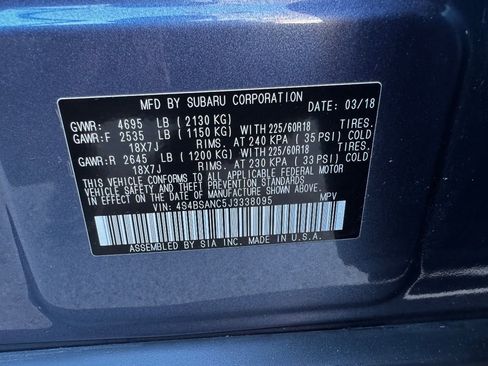 MFD BY SUBARU CORPORATION DATE: 03/18
GVWR: 4695 LB (2130 KG)
GAWR:F 2535 LB (1150 KG) WITH 225/60R18 TIRES.
18X7J RIMS. AT 240 KPA ( 35 PSI) COLD
GAWR:R 2645 LB (1200 KG) WITH 225/60R18 TIRES.
18X7J RIMS. AT 230 KPA ( 33 PSI) COLD
THIS VEHICLE CONFORMS TO ALL APPLICABLE FEDERAL MOTOR
VEHICLE SAFETY AND THEFT PREVENTION STANDARDS
IN EFFECT ON THE DATE OF MANUFACTURE SHOWN ABOVE.
VIN: 4S4BSANC5J3338095 MPV
ASSEMBLED BY SIA INC. MADE IN U.S.A.